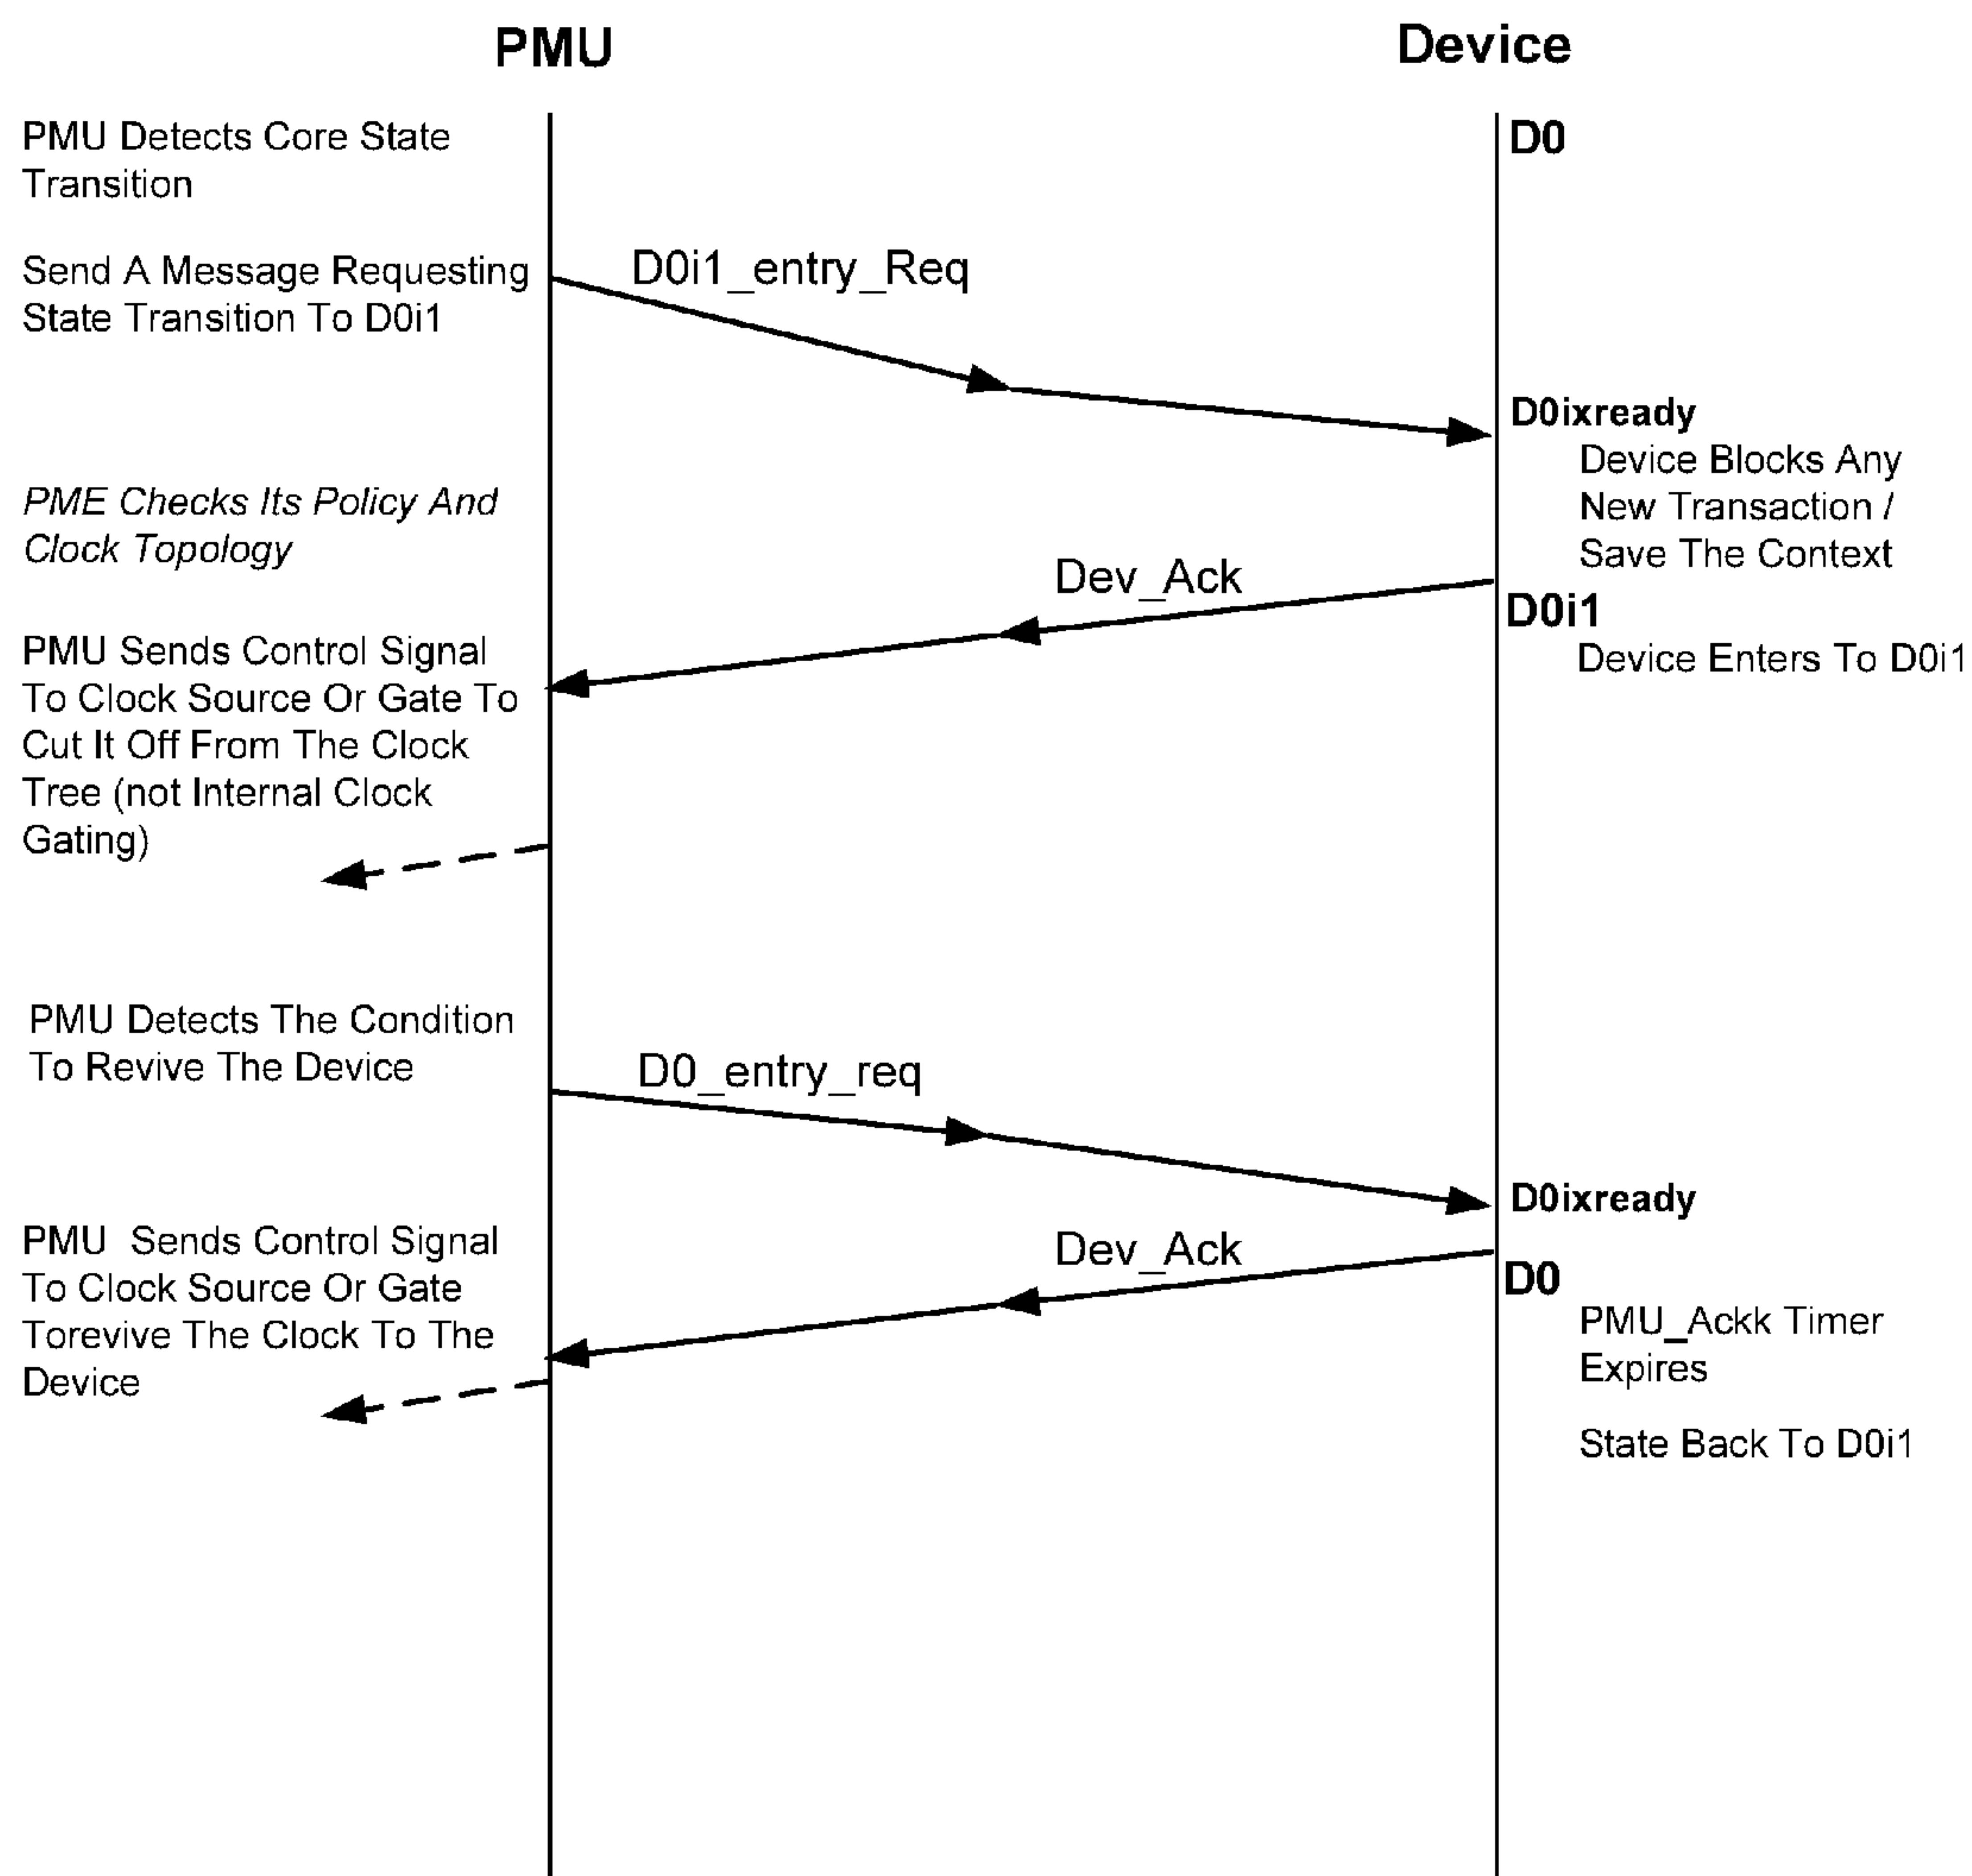 PMU
Device
PMU Detects Core State
Transition
D0
Send A Message Requesting
State Transition To D0i1
D0i1_entry_Req
D0ixready
Device Blocks Any
New Transaction /
Save The Context
PME Checks Its Policy And
Clock Topology
Dev_Ack
D0i1
Device Enters To D0i1
PMU Sends Control Signal
To Clock Source Or Gate To
Cut It Off From The Clock
Tree (not Internal Clock
Gating)
PMU Detects The Condition
To Revive The Device
D0_entry_req
D0ixready
PMU Sends Control Signal
To Clock Source Or Gate
Torevive The Clock To The
Device
Dev_Ack
D0
PMU_Ackk Timer
Expires
State Back To D0i1